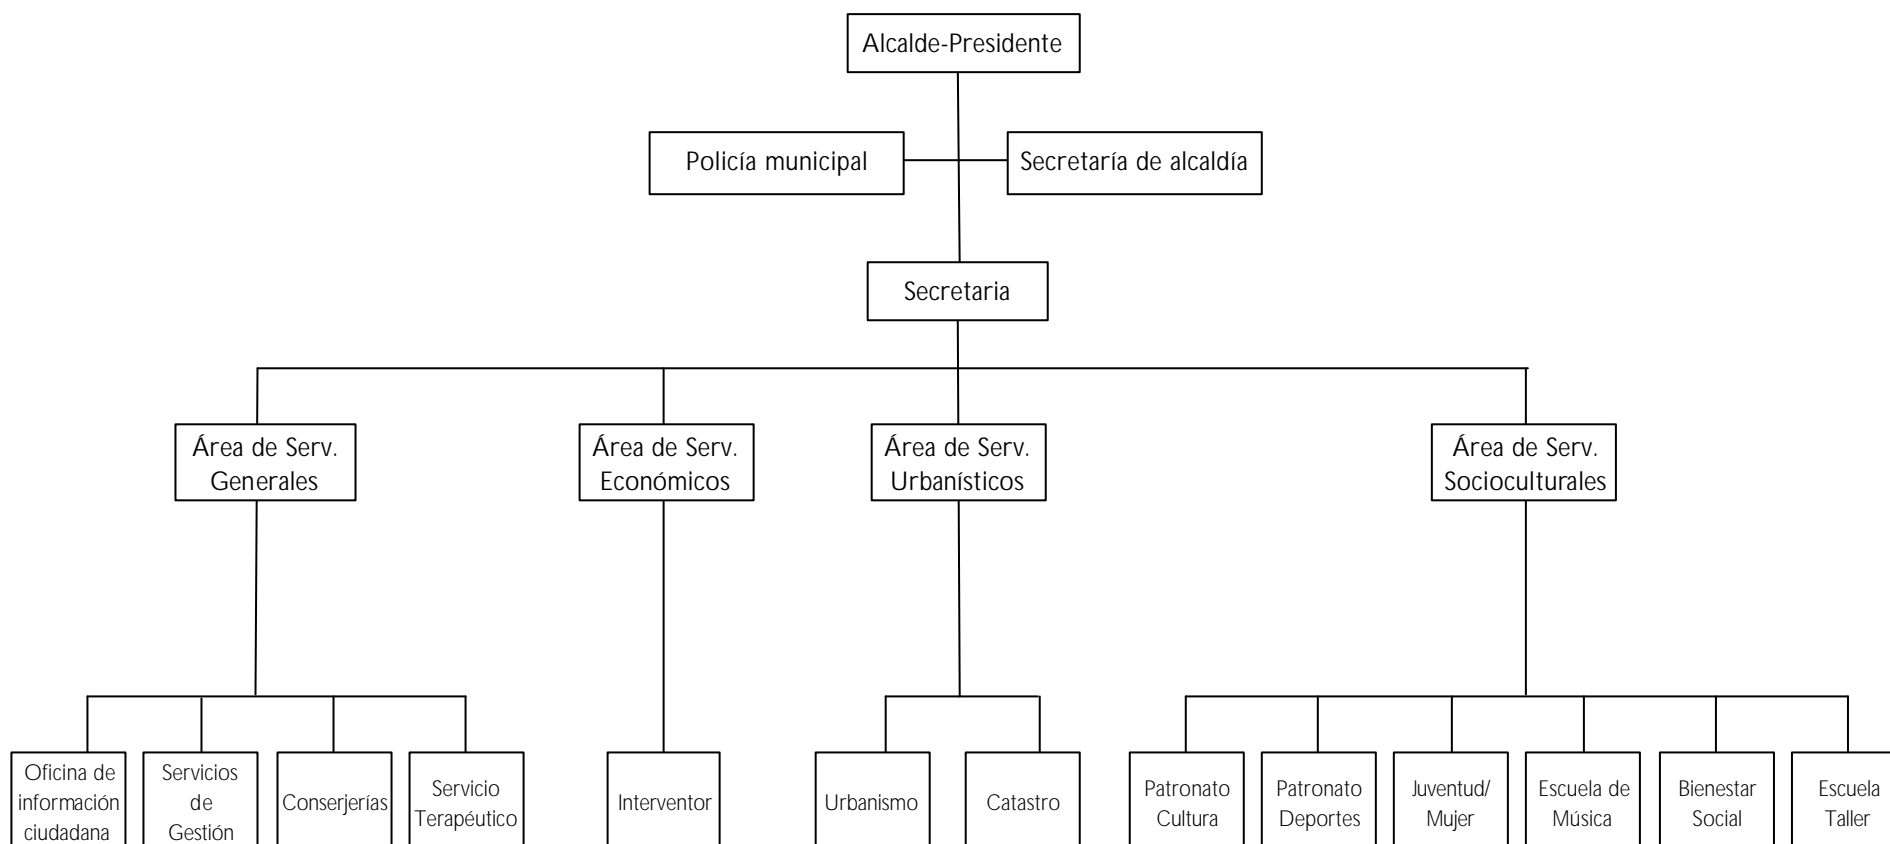 Alcalde-Presidente
Policía municipal
Secretaría de alcaldía
Secretaria
Área de Serv.
Generales
Área de Serv.
Económicos
Área de Serv.
Urbanísticos
Área de Serv.
Socioculturales
Oficina de
información
ciudadana
Servicios
de
Gestión
Conserjerías
Servicio
Terapéutico
Interventor
Urbanismo
Catastro
Patronato
Cultura
Patronato
Deportes
Juventud/
Mujer
Escuela de
Música
Bienestar
Social
Escuela
Taller